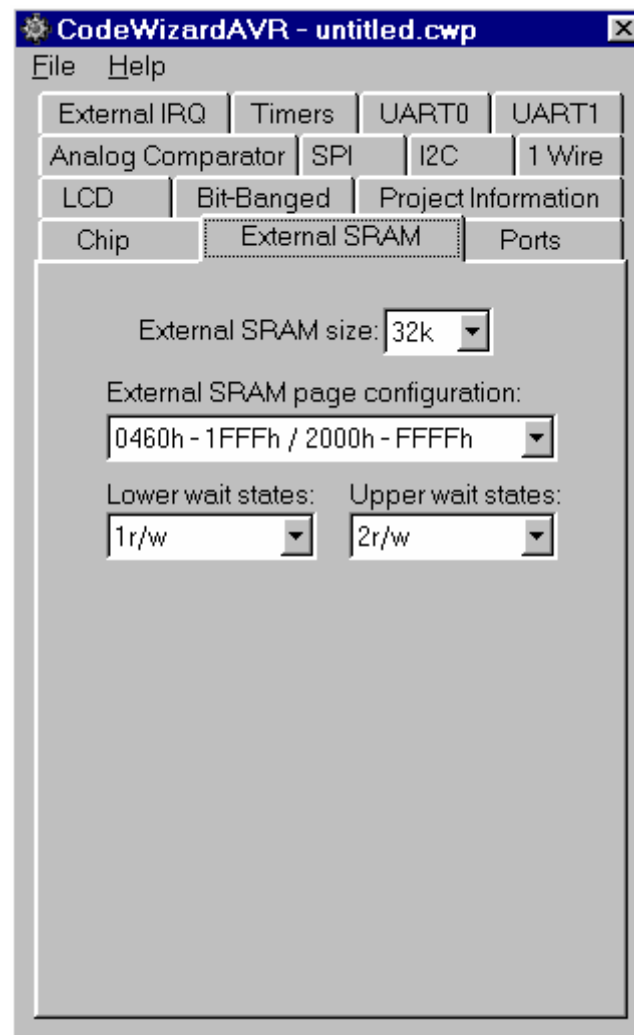 CodeWizardAVR - untitled.cwp
File Help
External IRQ Timers UART0 UART1
Analog Comparator SPI I2C 1 Wire
LCD Bit-Banged Project Information
Chip External SRAM Ports
External SRAM size: 32k
External SRAM page configuration:
0460h - 1FFFh / 2000h - FFFFh
Lower wait states: Upper wait states:
1r/w 2r/w